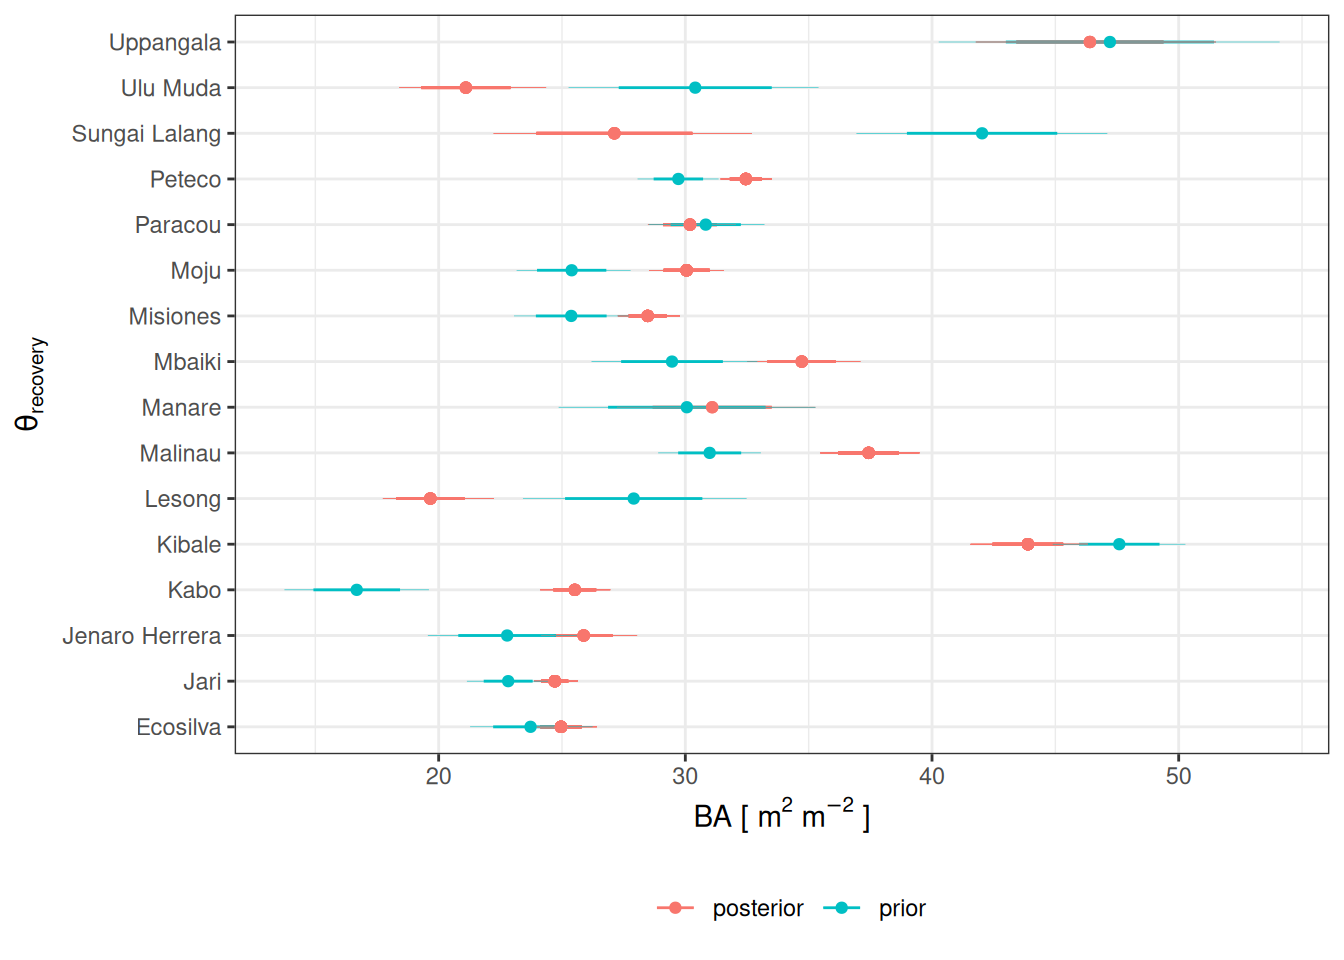 Uppangala
Ulu Muda
Sungai Lalang
Peteco
Paracou
Moju
Misiones
Mbaiki
Manare
Malinau
Lesong
Kibale
Kabo
Jenaro Herrera
Jari
Ecosilva
θrecovery
20 30 40 50
BA [ m² m⁻² ]
posterior prior